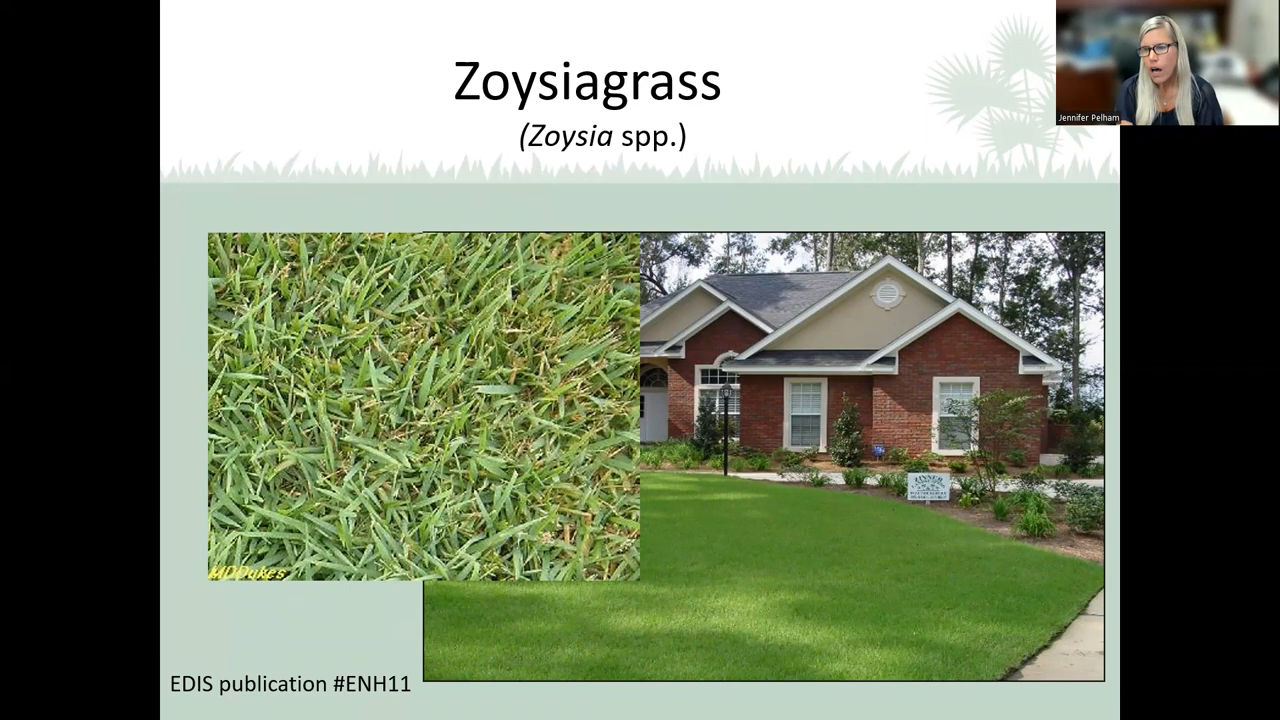 Zoysiagrass
(Zoysia spp.)
Jennifer Pelham
MDDukes
EDIS publication #ENH11